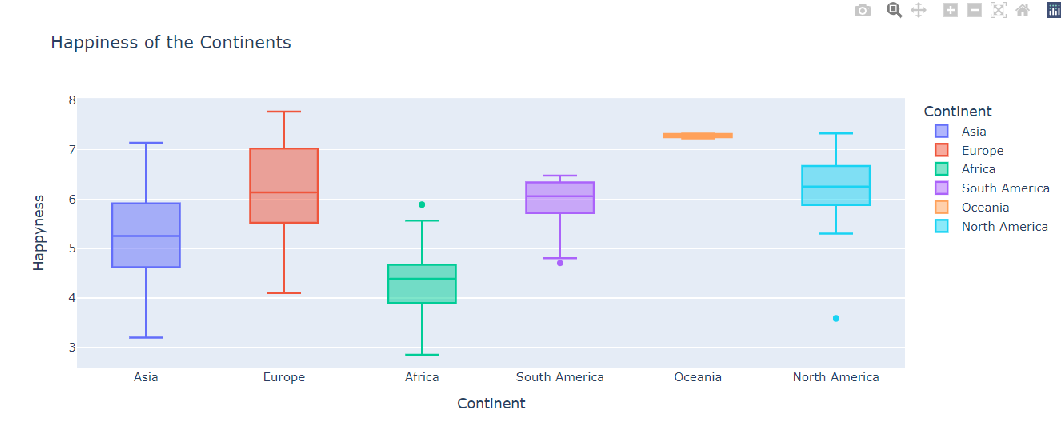 Happiness of the Continents
8
7
6
5
4
3
Happyness
Asia
Europe
Africa
South America
Oceania
North America
Continent
Continent
Asia
Europe
Africa
South America
Oceania
North America